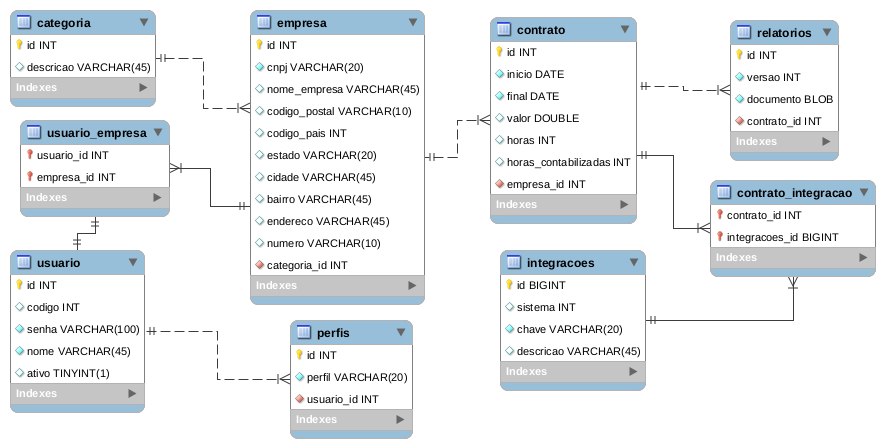 categoria
id INT
descricao VARCHAR(45)
Indexes
empresa
id INT
cnpj VARCHAR(20)
nome_empresa VARCHAR(45)
codigo_postal VARCHAR(10)
codigo_pais INT
estado VARCHAR(20)
cidade VARCHAR(45)
bairro VARCHAR(45)
endereco VARCHAR(45)
numero VARCHAR(10)
categoria_id INT
Indexes
contrato
id INT
inicio DATE
final DATE
valor DOUBLE
horas INT
horas_contabilizadas INT
empresa_id INT
Indexes
relatorios
id INT
versao INT
documento BLOB
contrato_id INT
Indexes
usuario_empresa
usuario_id INT
empresa_id INT
Indexes
contrato_integracao
contrato_id INT
integracoes_id BIGINT
Indexes
usuario
id INT
codigo INT
senha VARCHAR(100)
nome VARCHAR(45)
ativo TINYINT(1)
Indexes
perfis
id INT
perfil VARCHAR(20)
usuario_id INT
Indexes
integracoes
id BIGINT
sistema INT
chave VARCHAR(20)
descricao VARCHAR(45)
Indexes